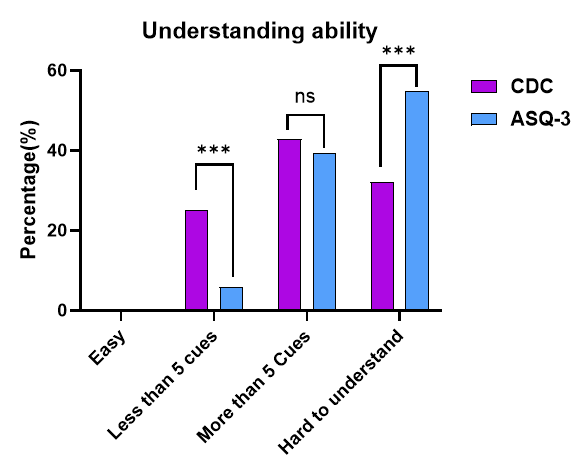 Understanding ability
***
CDC
ASQ-3
60
ns
***
40
20
0
Percentage(%)
Easy
Less than 5 cues
More than 5 Cues
Hard to understand